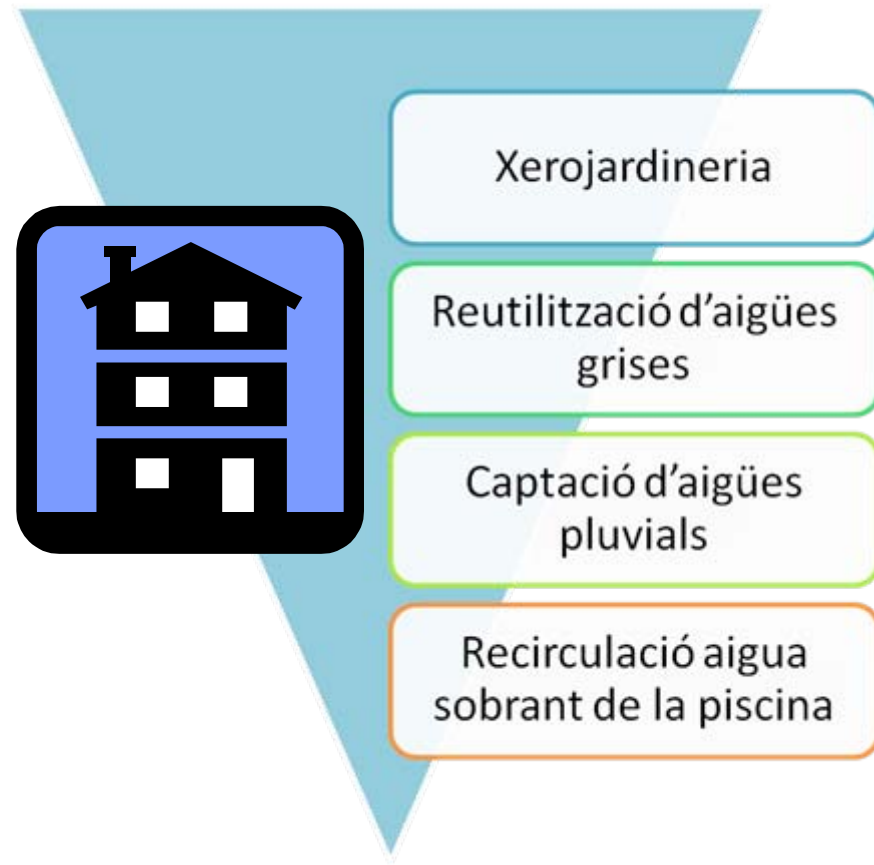 Xerojardineria
Reutilització d'aigües
grises
Captació d'aigües
pluvials
Recirculació aigua
sobrant de la piscina